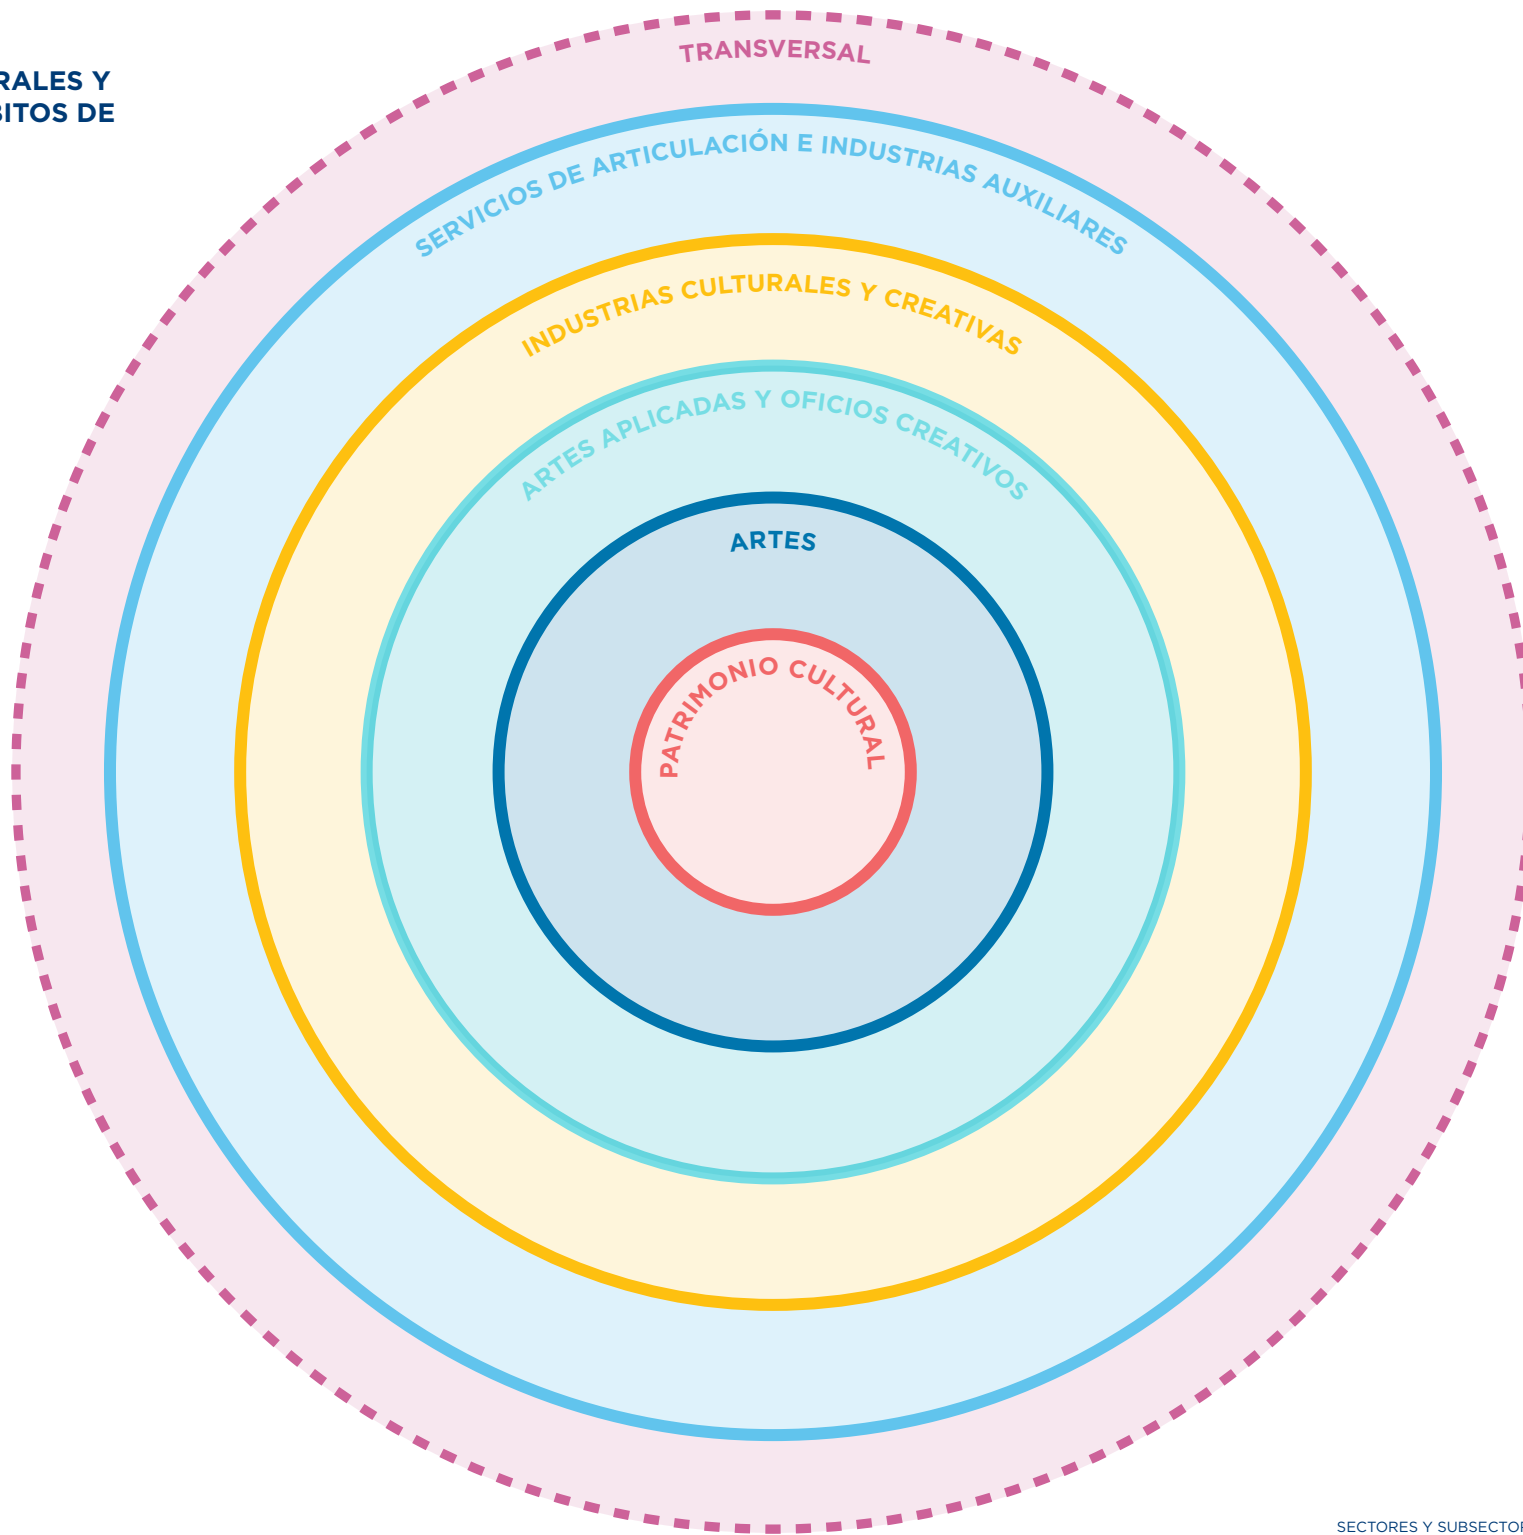 RALES Y
BITOS DE
TRANSVERSAL
SERVICIOS DE ARTICULACIÓN E INDUSTRIAS AUXILIARES
INDUSTRIAS CULTURALES Y CREATIVAS
ARTES APLICADAS Y OFICIOS CREATIVOS
ARTES
PATRIMONIO CULTURAL
SECTORES Y SUBSECTOR